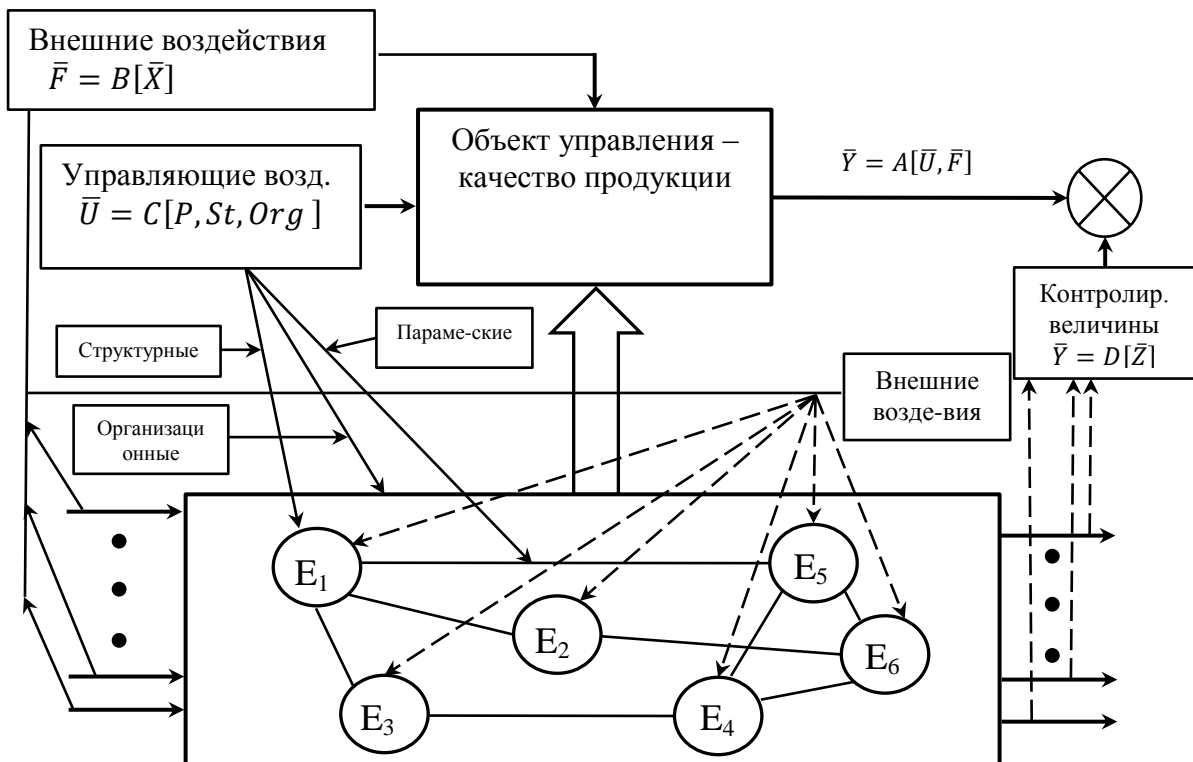 Внешние воздействия
F̄ = B[X̄]
Объект управления –
качество продукции
Ȳ = A[Ū, F̄]
Управляющие возд.
Ū = C[P, St, Org ]
Контролир.
величины
Ȳ = D[Z̄]
Структурные
Параме-ские
Внешние
возде-вия
Организаци
онные
E₁
E₅
E₂
E₆
E₃
E₄